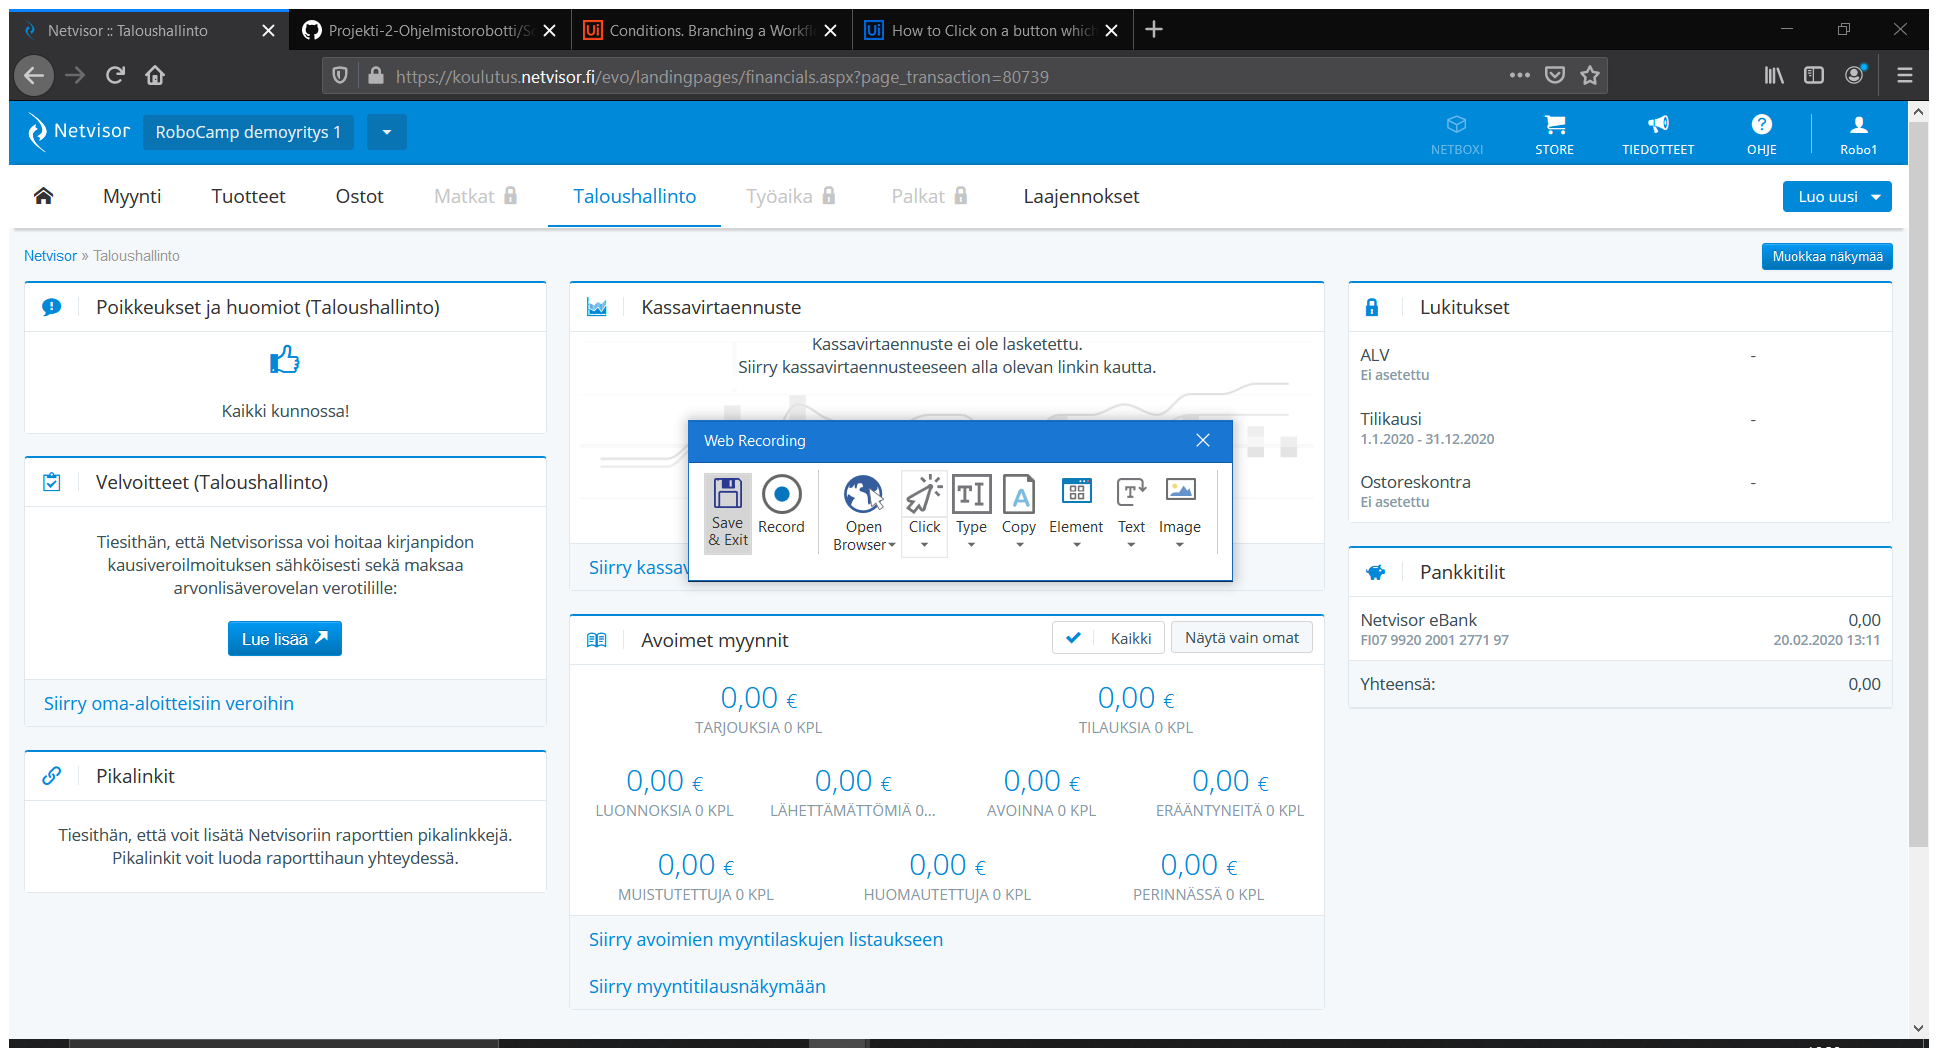 Netvisor :: Taloushallinto
Projekti-2-Ohjelmistorobotti/
Conditions. Branching a Workfl
How to Click on a button which
https://koulutus.netvisor.fi/evo/landingpages/financials.aspx?page_transaction=80739
Netvisor
RoboCamp demoyritys 1
NETBOXI
STORE
TIEDOTTEET
OHJE
Robo1
Myynti
Tuotteet
Ostot
Matkat
Taloushallinto
Työaika
Palkat
Laajennokset
Luo uusi
Netvisor » Taloushallinto
Muokkaa näkymää
Poikkeukset ja huomiot (Taloushallinto)
Kaikki kunnossa!
Velvoitteet (Taloushallinto)
Tiesithän, että Netvisorissa voi hoitaa kirjanpidon
kausiveroilmoituksen sähköisesti sekä maksaa
arvonlisäverovelan verotilille:
Lue lisää
Siirry oma-aloitteisiin veroihin
Pikalinkit
Tiesithän, että voit lisätä Netvisoriin raporttien pikalinkkejä.
Pikalinkit voit luoda raporttihaun yhteydessä.
Kassavirtaennuste
Kassavirtaennuste ei ole lasketettu.
Siirry kassavirtaennusteeseen alla olevan linkin kautta.
Web Recording
Save
& Exit
Record
Open
Browser
Click
Type
Copy
Element
Text
Image
Siirry kassav
Avoimet myynnit
Kaikki
Näytä vain omat
0,00 €
TARJOUKSIA 0 KPL
0,00 €
TILAUKSIA 0 KPL
0,00 €
LUONNOKSIA 0 KPL
0,00 €
LÄHETTÄMÄTTÖMIÄ 0...
0,00 €
AVOINNA 0 KPL
0,00 €
ERÄÄNTYNEITÄ 0 KPL
0,00 €
MUISTUTETTUJA 0 KPL
0,00 €
HUOMAUTETTUJA 0 KPL
0,00 €
PERINNÄSSÄ 0 KPL
Siirry avoimien myyntilaskujen listaukseen
Siirry myyntitilausnäkymään
Lukitukset
ALV -
Ei asetettu
Tilikausi -
1.1.2020 - 31.12.2020
Ostoreskontra -
Ei asetettu
Pankkitilit
Netvisor eBank 0,00
FI07 9920 2001 2771 97 20.02.2020 13:11
Yhteensä: 0,00